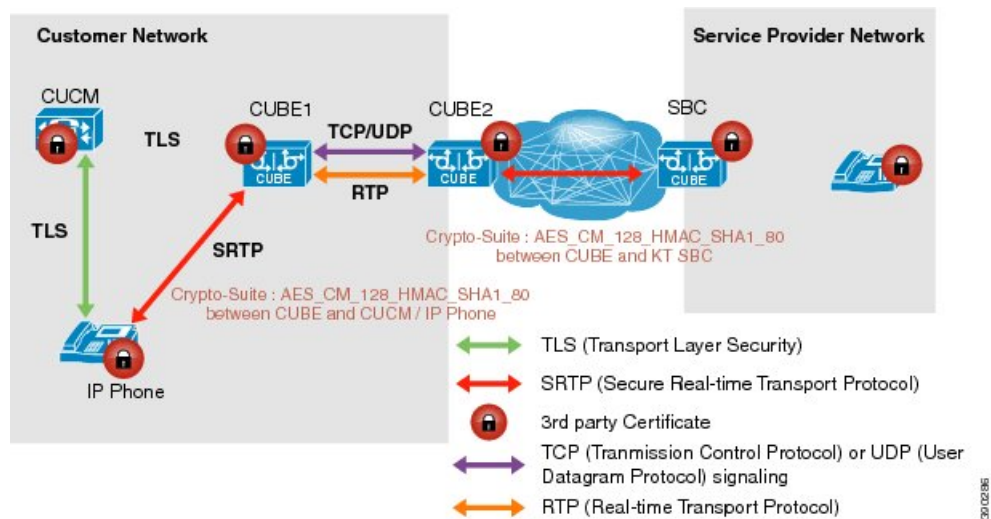 Customer Network
Service Provider Network
CUCM
CUBE1
CUBE2
SBC
TLS
TCP/UDP
CUBE
CUBE
CUBE
RTP
TLS
SRTP
Crypto-Suite : AES_CM_128_HMAC_SHA1_80
between CUBE and KT SBC
Crypto-Suite : AES_CM_128_HMAC_SHA1_80
between CUBE and CUCM / IP Phone
IP Phone
TLS (Transport Layer Security)
SRTP (Secure Real-time Transport Protocol)
3rd party Certificate
TCP (Tranmission Control Protocol) or UDP (User
Datagram Protocol) signaling
RTP (Real-time Transport Protocol)
390286